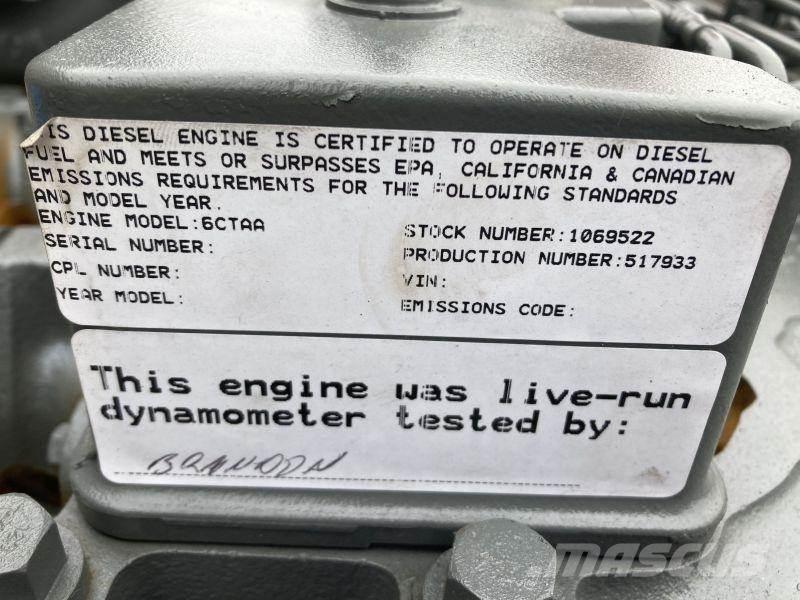 IS DIESEL ENGINE IS CERTIFIED TO OPERATE ON DIESEL
FUEL AND MEETS OR SURPASSES EPA, CALIFORNIA & CANADIAN
EMISSIONS REQUIREMENTS FOR THE FOLLOWING STANDARDS
AND MODEL YEAR.
ENGINE MODEL:6CTAA
STOCK NUMBER:1069522
SERIAL NUMBER:
PRODUCTION NUMBER:517933
CPL NUMBER:
VIN:
YEAR MODEL:
EMISSIONS CODE:
This engine was live-run
dynamometer tested by:
BRANDON
MASCUS